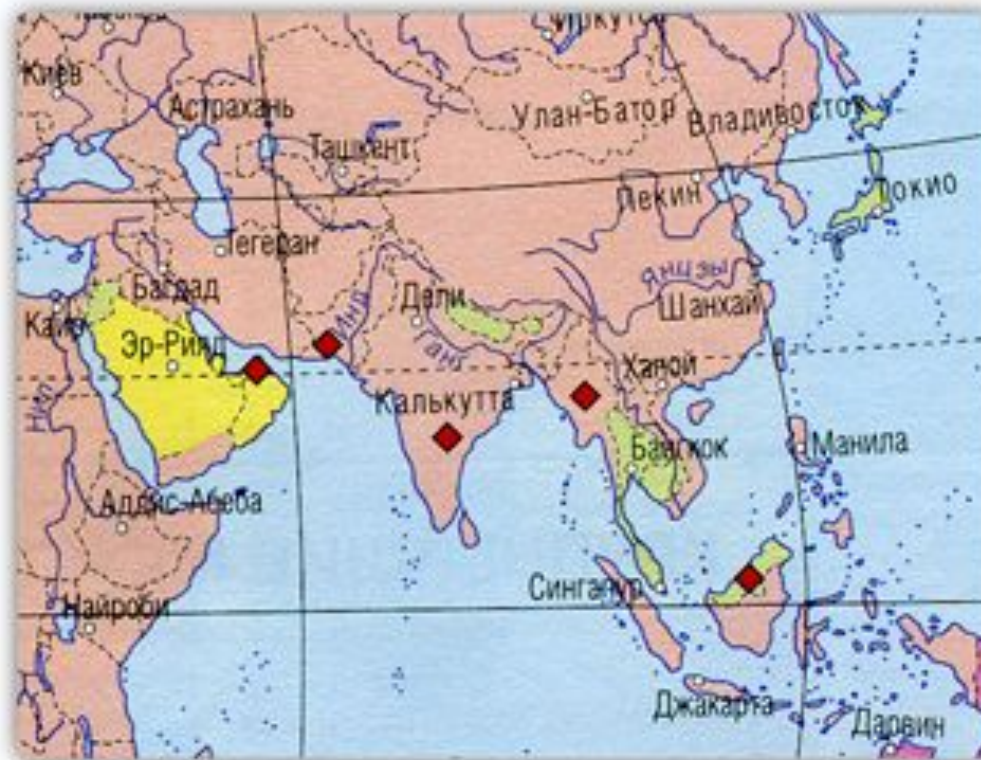 Иркутск
Киев
Астрахань
Улан-Батор
Владивосток
Ташкент
Пекин
Токио
Тегеран
Янцзы
Багдад
Дели
Инд
Шанхай
Каир
Эр-Рияд
Ганг
Ханой
Нил
Калькутта
Бангкок
Манила
Аддис-Абеба
Сингапур
Найроби
Джакарта
Дарвин